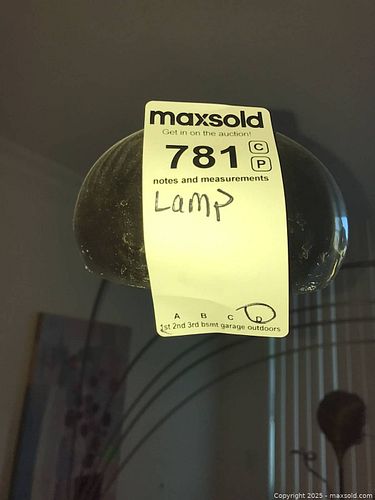 maxsold
Get in on the auction!
781 C
P
notes and measurements
Lamp
A B C D
1st 2nd 3rd bsmt garage outdoors
Copyright 2025 - maxsold.com